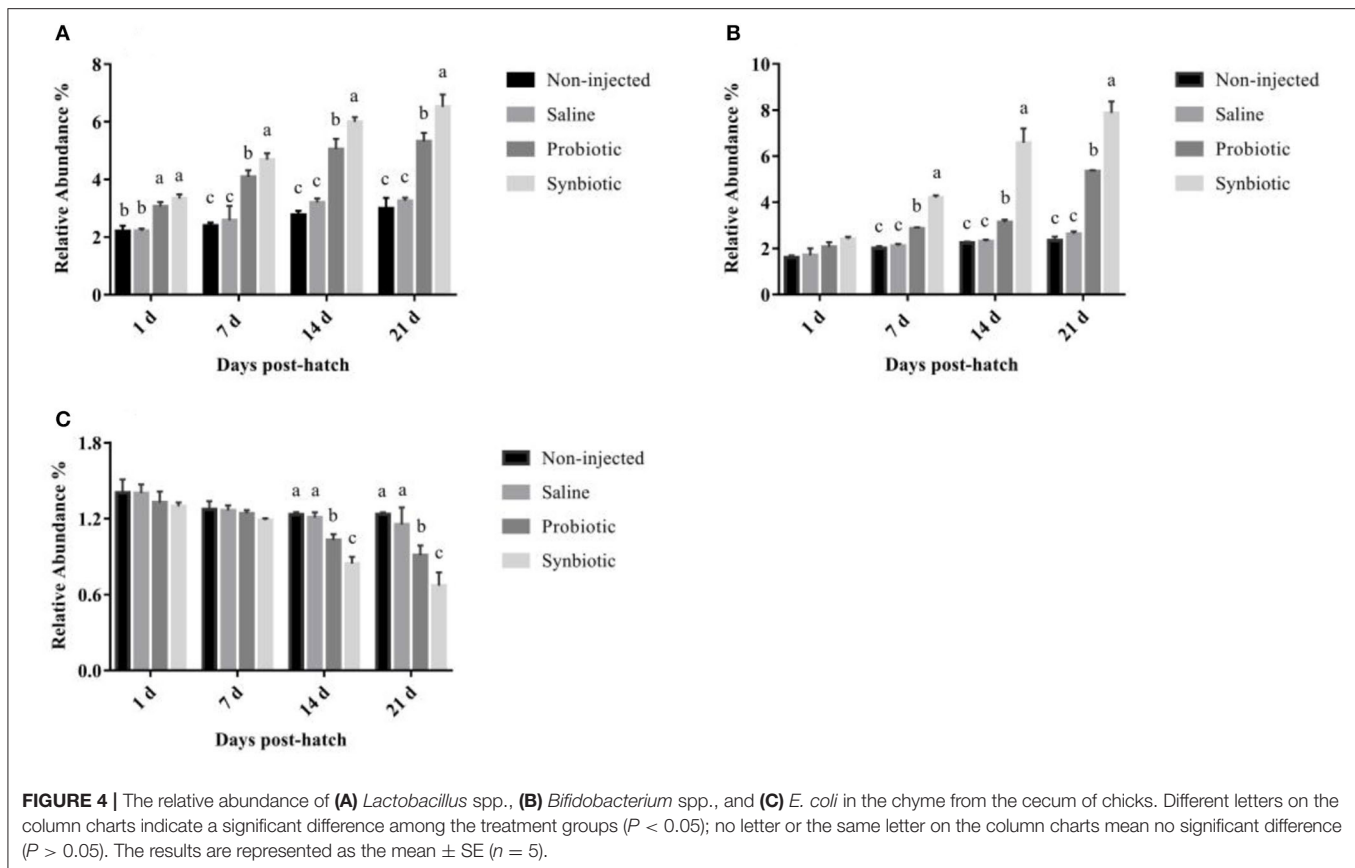 A
8
6
4
2
0
Relative Abundance %
b b a a
c c b a
c c b a
c c b a
1 d 7 d 14 d 21 d
Days post-hatch
Non-injected
Saline
Probiotic
Synbiotic
B
10
8
6
4
2
0
Relative Abundance %
c c b a
c c b a
c c b a
1 d 7 d 14 d 21 d
Days post-hatch
Non-injected
Saline
Probiotic
Synbiotic
C
1.8
1.2
0.6
0.0
Relative Abundance %
a a b c
a a b c
1 d 7 d 14 d 21 d
Days post-hatch
Non-injected
Saline
Probiotic
Synbiotic
FIGURE 4 | The relative abundance of (A) Lactobacillus spp., (B) Bifidobacterium spp., and (C) E. coli in the chyme from the cecum of chicks. Different letters on the
column charts indicate a significant difference among the treatment groups (P < 0.05); no letter or the same letter on the column charts mean no significant difference
(P > 0.05). The results are represented as the mean ± SE (n = 5).